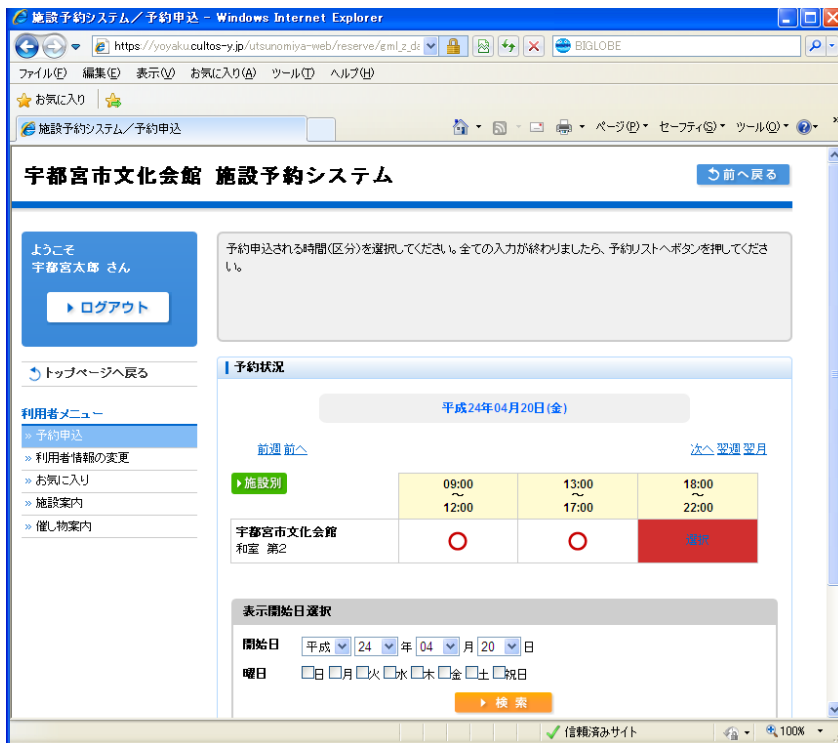 施設予約システム／予約申込 - Windows Internet Explorer
https://yoyaku.cultos-y.jp/utsunomiya-web/reserve/gml_z_de
BIGLOBE
ファイル(F) 編集(E) 表示(V) お気に入り(A) ツール(T) ヘルプ(H)
お気に入り
施設予約システム／予約申込
ページ(P) セーフティ(S) ツール(O)
宇都宮市文化会館 施設予約システム
前へ戻る
ようこそ
宇都宮太郎 さん
ログアウト
トップページへ戻る
利用者メニュー
» 予約申込
» 利用者情報の変更
» お気に入り
» 施設案内
» 催し物案内
予約申込される時間(区分)を選択してください。全ての入力が終わりましたら、予約リストへボタンを押してくださ
い。
予約状況
平成24年04月20日(金)
前週 前へ
次へ 翌週 翌月
施設別
09:00
～
12:00
13:00
～
17:00
18:00
～
22:00
宇都宮市文化会館
和室 第2
選択
表示開始日選択
開始日 平成 24 年 04 月 20 日
曜日 日 月 火 水 木 金 土 祝日
検 索
信頼済みサイト
100%